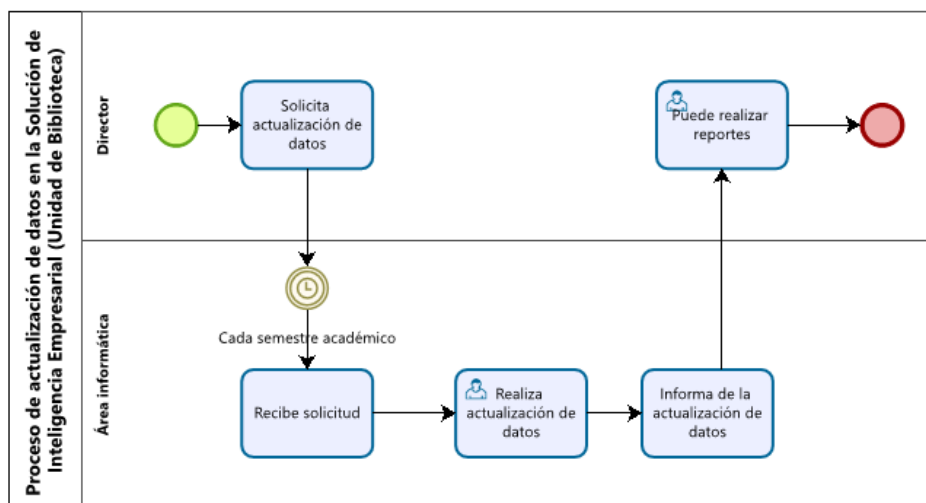 Proceso de actualización de datos en la Solución de
Inteligencia Empresarial (Unidad de Biblioteca)
Director
Solicita
actualización de
datos
Puede realizar
reportes
Área informática
Cada semestre académico
Recibe solicitud
Realiza
actualización de
datos
Informa de la
actualización de
datos